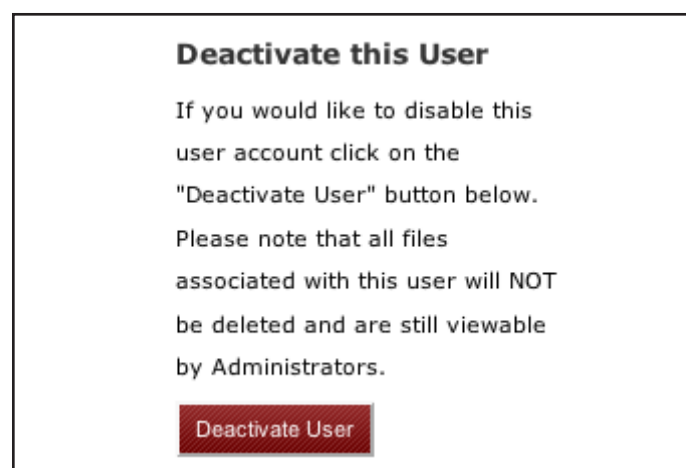 Deactivate this User
If you would like to disable this
user account click on the
"Deactivate User" button below.
Please note that all files
associated with this user will NOT
be deleted and are still viewable
by Administrators.
Deactivate User